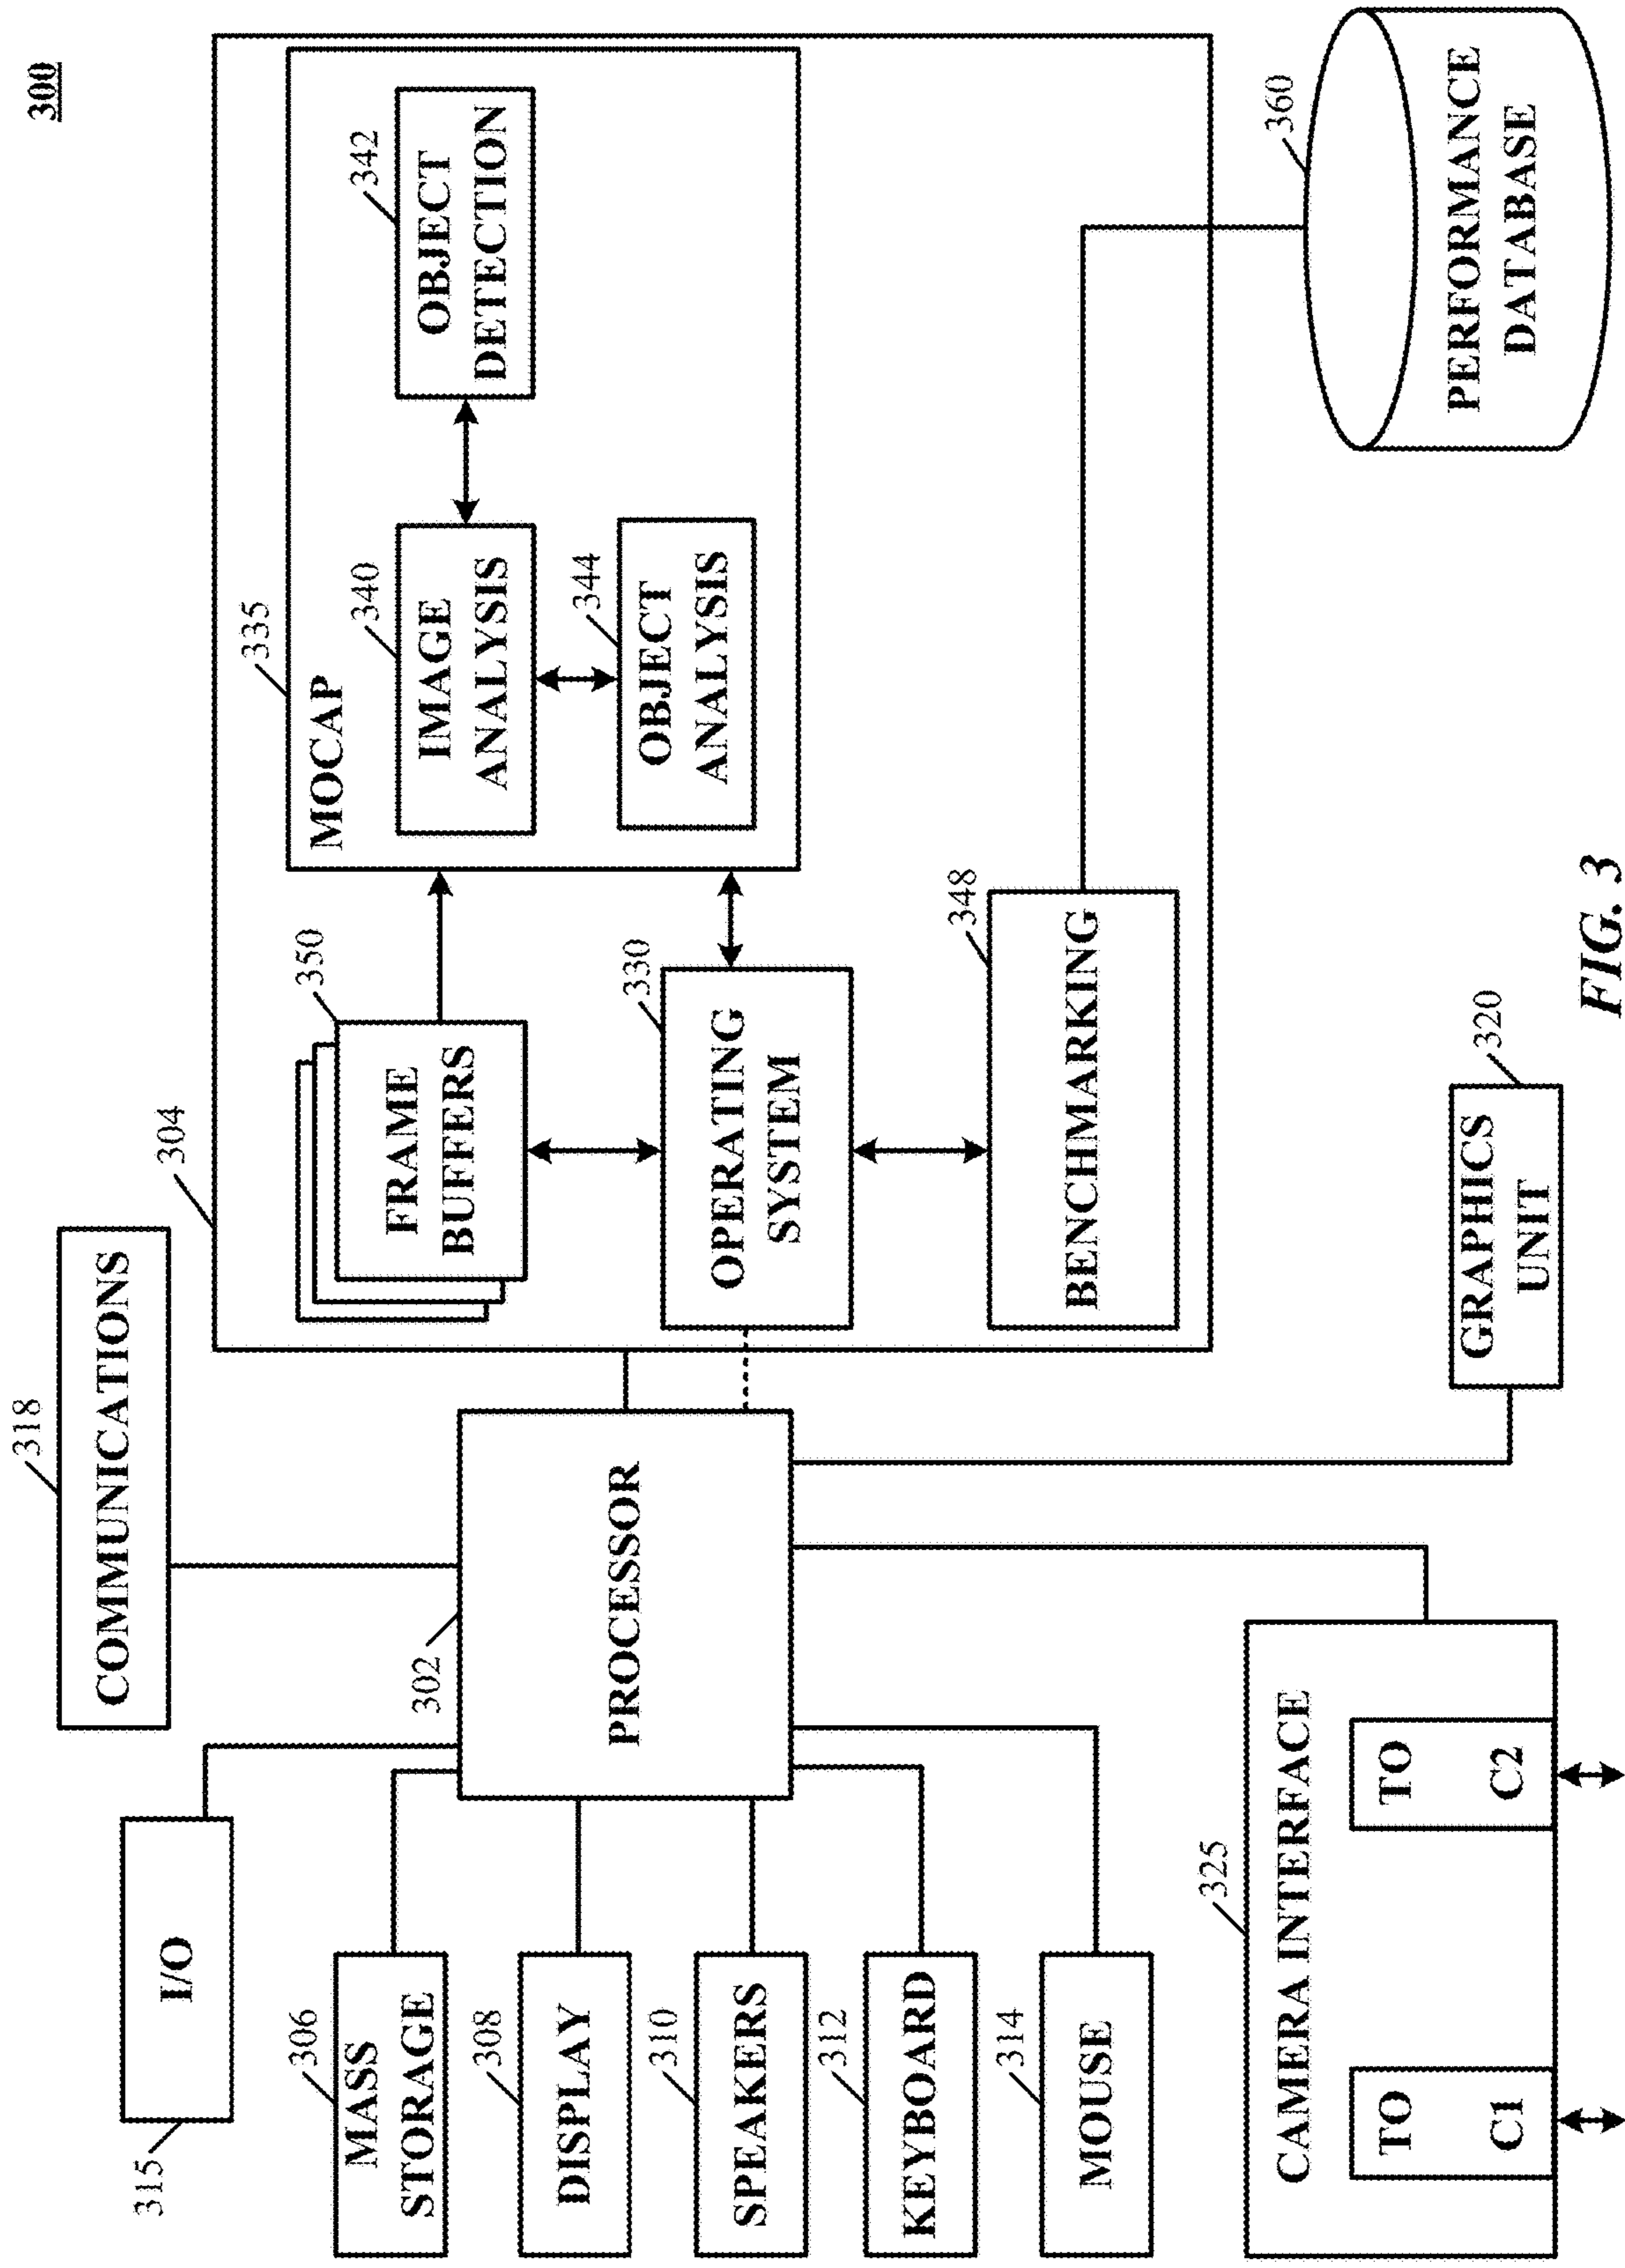 300
318
COMMUNICATIONS
315
I/O
306
MASS
STORAGE
308
DISPLAY
310
SPEAKERS
312
KEYBOARD
314
MOUSE
302
PROCESSOR
304
350
FRAME
BUFFERS
330
OPERATING
SYSTEM
348
BENCHMARKING
335
MOCAP
340
IMAGE
ANALYSIS
342
OBJECT
DETECTION
344
OBJECT
ANALYSIS
325
CAMERA INTERFACE
TO
C1
TO
C2
320
GRAPHICS
UNIT
360
PERFORMANCE
DATABASE
FIG. 3